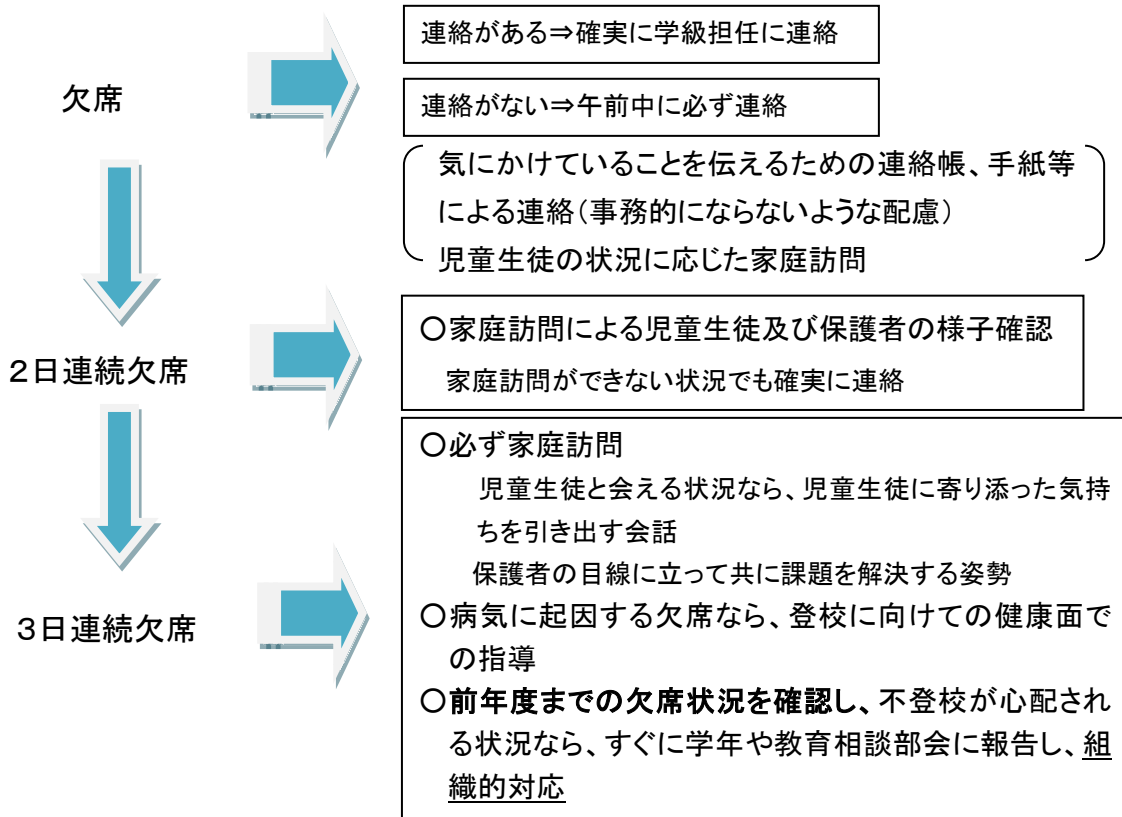 欠席
連絡がある⇒確実に学級担任に連絡
連絡がない⇒午前中に必ず連絡
気にかけていることを伝えるための連絡帳、手紙等
による連絡（事務的にならないような配慮）
児童生徒の状況に応じた家庭訪問
２日連続欠席
○家庭訪問による児童生徒及び保護者の様子確認
家庭訪問ができない状況でも確実に連絡
３日連続欠席
○必ず家庭訪問
児童生徒と会える状況なら、児童生徒に寄り添った気持
ちを引き出す会話
保護者の目線に立って共に課題を解決する姿勢
○病気に起因する欠席なら、登校に向けての健康面で
の指導
○前年度までの欠席状況を確認し、不登校が心配され
る状況なら、すぐに学年や教育相談部会に報告し、組
織的対応